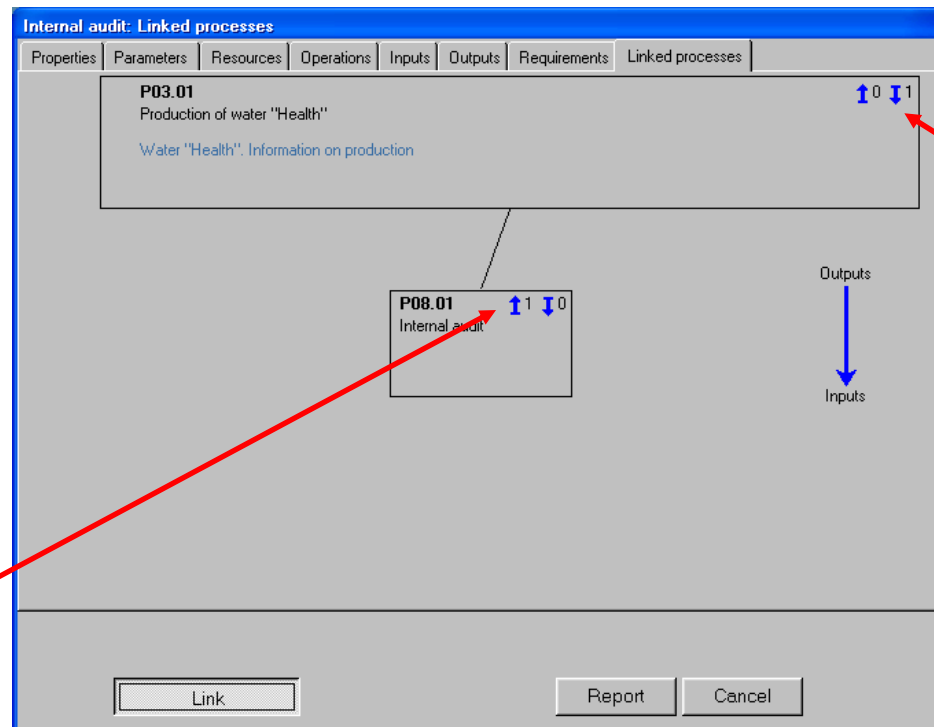 Internal audit: Linked processes
Properties Parameters Resources Operations Inputs Outputs Requirements Linked processes
P03.01 0 1
Production of water "Health"
Water "Health". Information on production
Outputs
P08.01 1 0
Internal audit
Inputs
Link Report Cancel